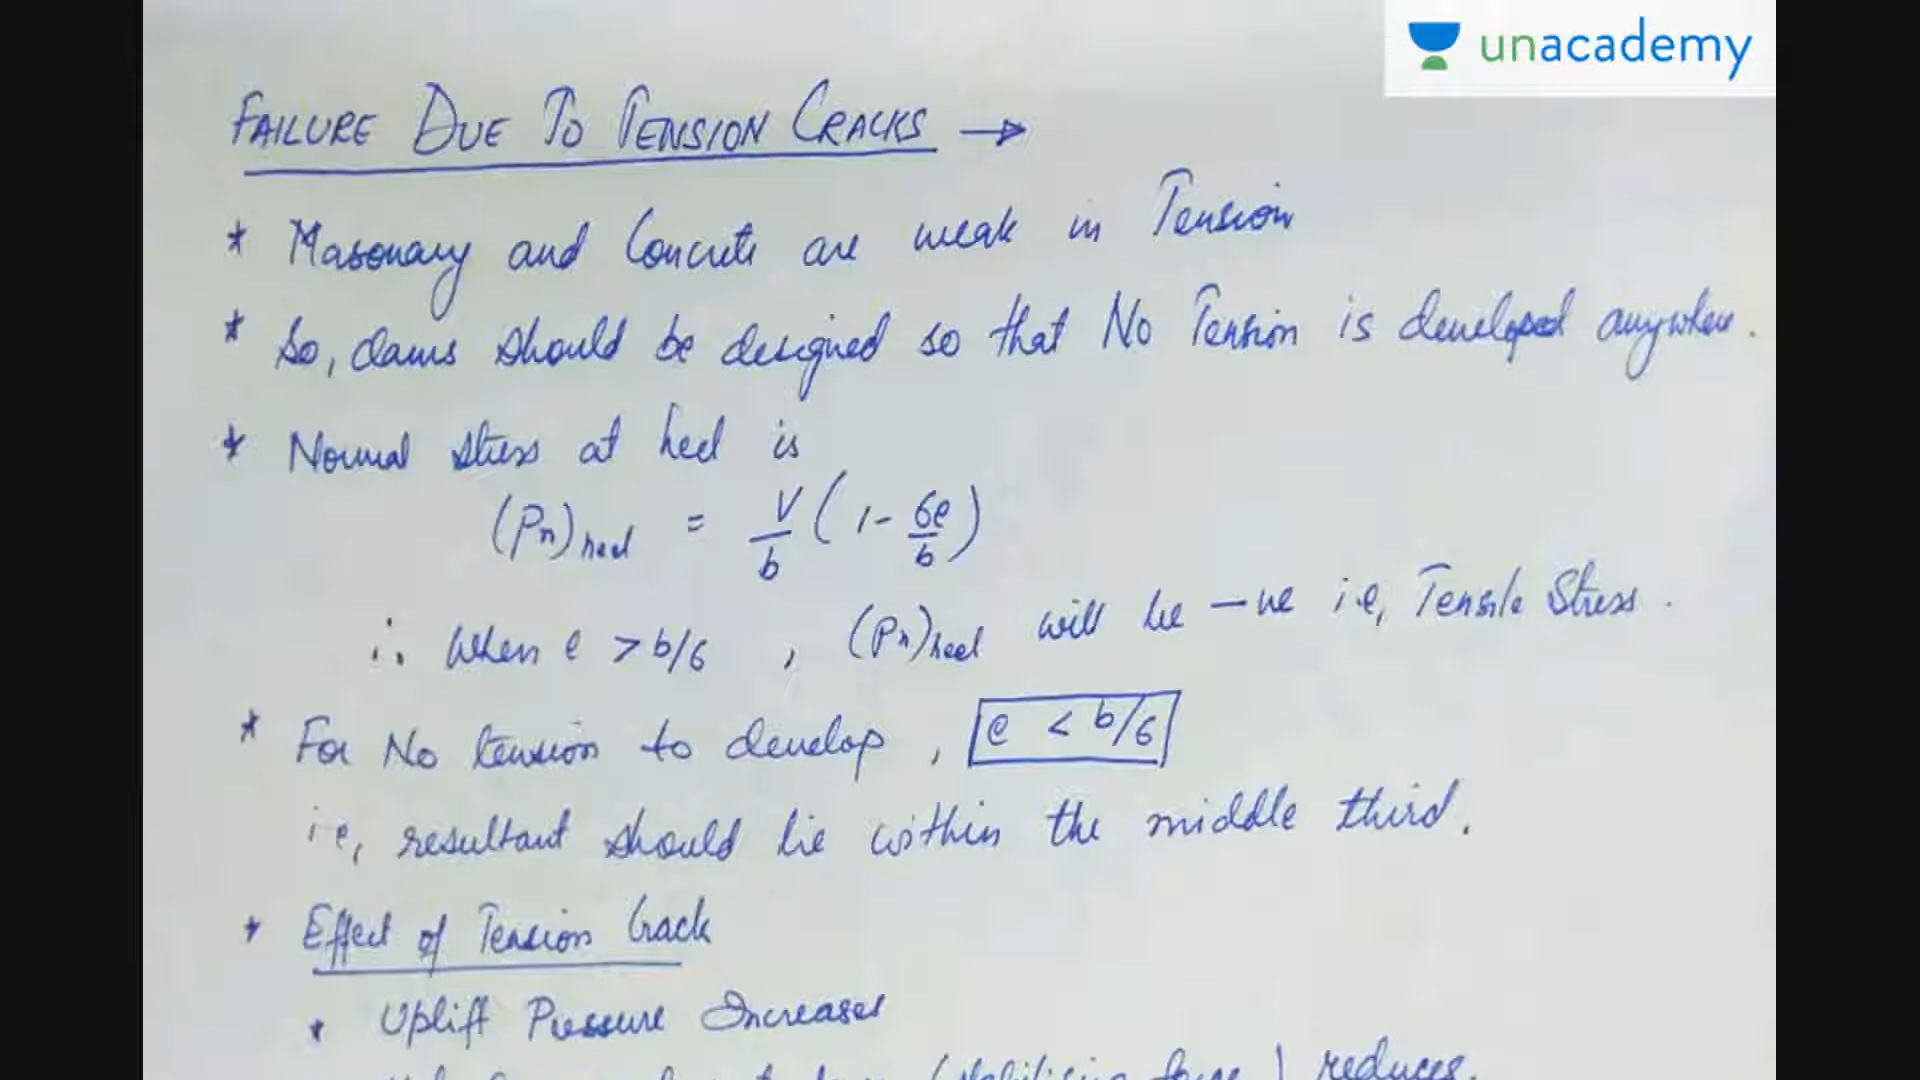 unacademy
FAILURE DUE TO TENSION CRACKS →
* Masonary and Concrete are weak in Tension
* So, dams should be designed so that No Tension is developed anywhere.
* Normal stress at heel is
(Pn)heel = V/b (1 - 6e/b)
∴ When e > b/6 , (Pn)heel will be -ve i.e, Tensile Stress.
* For No tension to develop, e < b/6
i.e, resultant should lie within the middle third.
* Effect of Tension Crack
* Uplift Pressure Increases
(stabilising force) reduces.